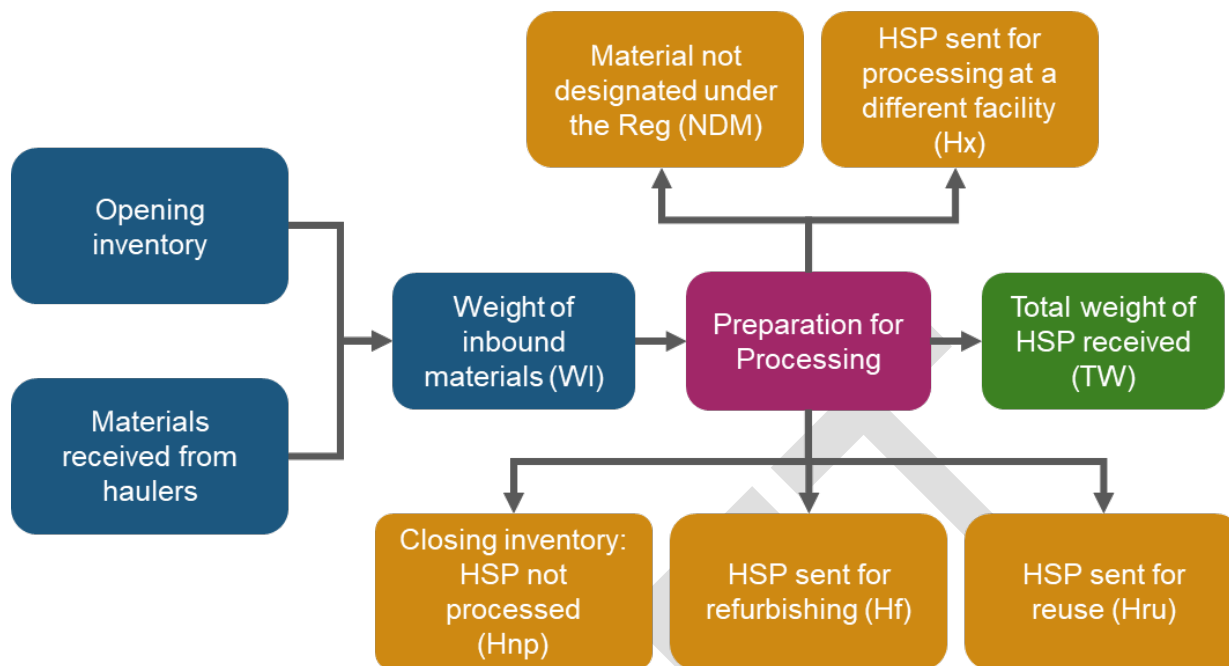 Material not
designated under
the Reg (NDM)
HSP sent for
processing at a
different facility
(Hx)
Opening
inventory
Weight of
inbound
materials (WI)
Preparation for
Processing
Total weight of
HSP received
(TW)
Materials
received from
haulers
Closing inventory:
HSP not
processed
(Hnp)
HSP sent for
refurbishing (Hf)
HSP sent for
reuse (Hru)